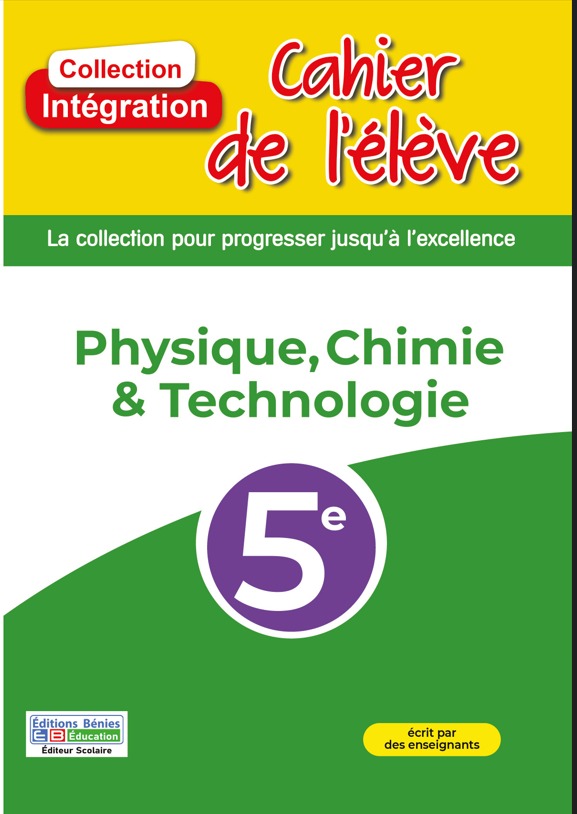 Collection
Intégration
Cahier
de l'élève
La collection pour progresser jusqu'à l'excellence
Physique, Chimie
& Technologie
5e
Éditions Bénies
EB Éducation
Éditeur Scolaire
écrit par
des enseignants